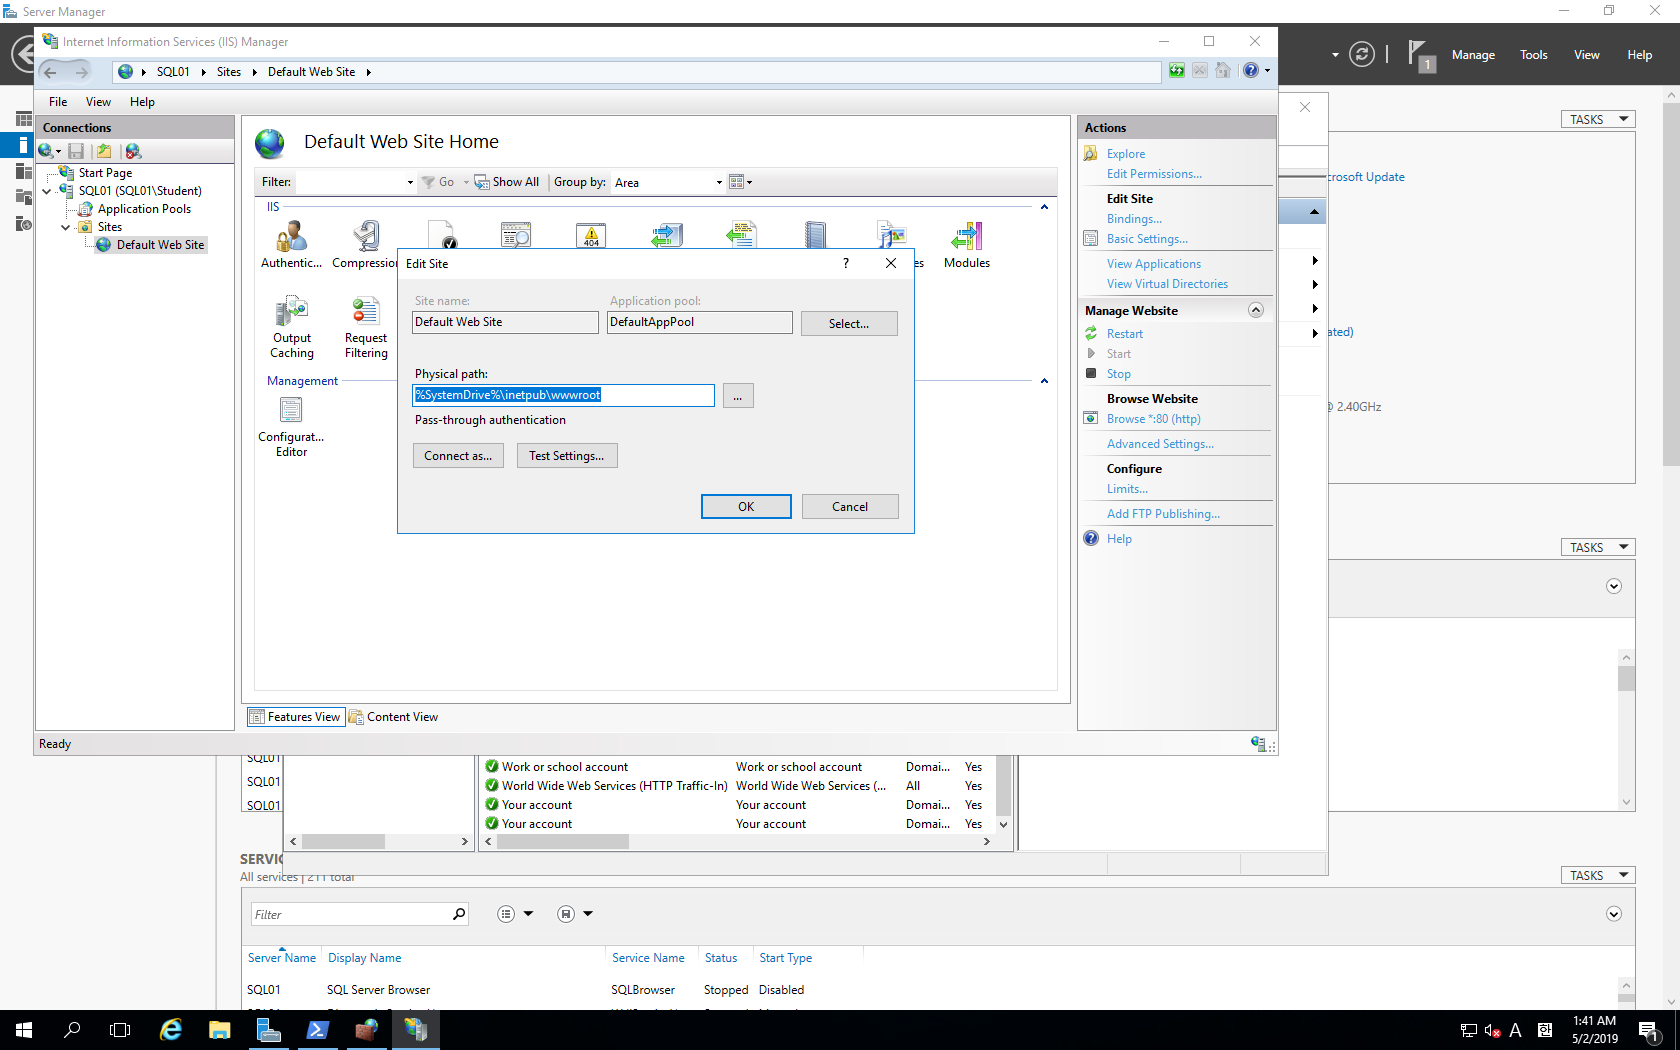 Server Manager
Internet Information Services (IIS) Manager
SQL01 Sites Default Web Site
Manage Tools View Help
1
File View Help
Connections
Start Page
SQL01 (SQL01\Student)
Application Pools
Sites
Default Web Site
Default Web Site Home
Filter: Go Show All Group by: Area
IIS
Authentic...
Compression
404
es
Modules
Output Caching
Request Filtering
Management
Configurat... Editor
Edit Site
?
Site name:
Application pool:
Default Web Site
DefaultAppPool
Select...
Physical path:
%SystemDrive%\inetpub\wwwroot
...
Pass-through authentication
Connect as...
Test Settings...
OK
Cancel
Features View
Content View
Ready
Actions
Explore
Edit Permissions...
Edit Site
Bindings...
Basic Settings...
View Applications
View Virtual Directories
Manage Website
Restart
Start
Stop
Browse Website
Browse *:80 (http)
Advanced Settings...
Configure
Limits...
Add FTP Publishing...
Help
TASKS
crosoft Update
ated)
@ 2.40GHz
TASKS
SQL01
SQL01
SQL01
Work or school account Work or school account Domai... Yes
World Wide Web Services (HTTP Traffic-In) World Wide Web Services (... All Yes
Your account Your account Domai... Yes
Your account Your account Domai... Yes
SERVIC
All services | 211 total
TASKS
Filter
Server Name Display Name Service Name Status Start Type
SQL01 SQL Server Browser SQLBrowser Stopped Disabled
A
1:41 AM
5/2/2019
1